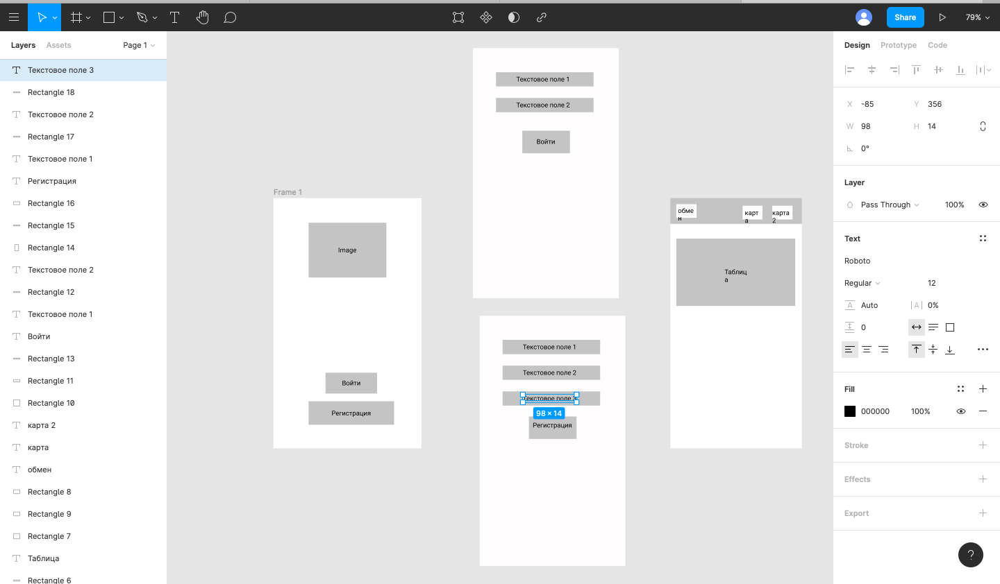 79%
Share
Layers
Assets
Page 1
Текстовое поле 3
Rectangle 18
Текстовое поле 2
Rectangle 17
Текстовое поле 1
Регистрация
Rectangle 16
Rectangle 15
Rectangle 14
Текстовое поле 2
Rectangle 12
Текстовое поле 1
Войти
Rectangle 13
Rectangle 11
Rectangle 10
карта 2
карта
обмен
Rectangle 8
Rectangle 9
Rectangle 7
Таблица
Rectangle 6
Frame 1
Image
Войти
Регистрация
Текстовое поле 1
Текстовое поле 2
Войти
Текстовое поле 1
Текстовое поле 2
Текстовое поле 3
98 × 14
Регистрация
обме
н
карт
а
карта
2
Таблиц
а
Design
Prototype
Code
X -85
Y 356
W 98
H 14
0°
Layer
Pass Through
100%
Text
Roboto
Regular
12
A Auto
|A| 0%
0
Fill
000000
100%
Stroke
Effects
Export
?